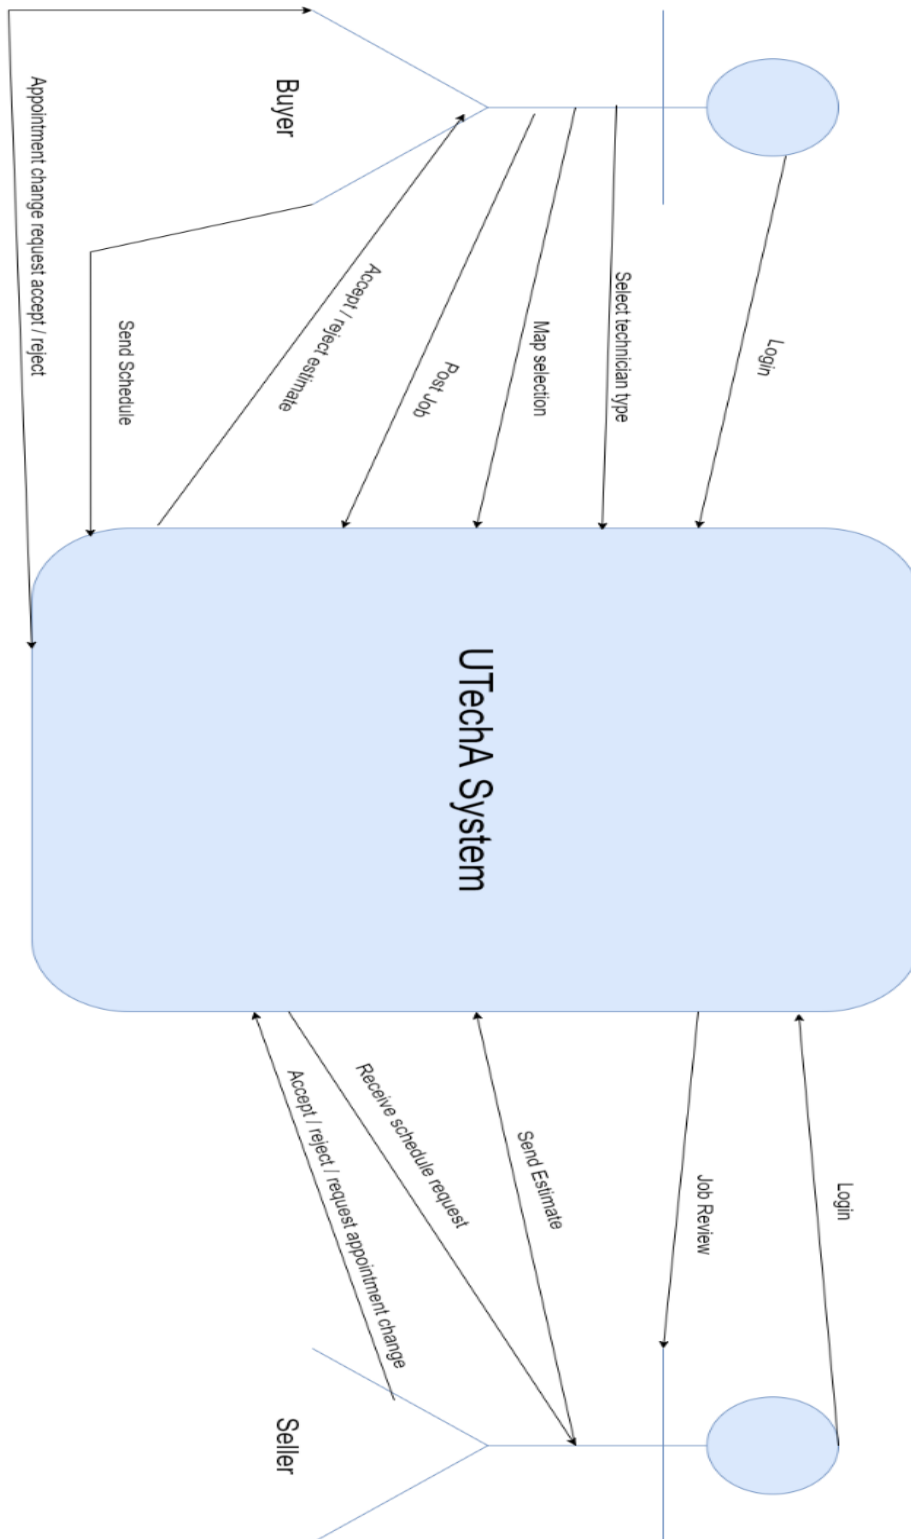 Login
Select technician type
Map selection
Post Job
Accept / reject estimate
Send Schedule
Appointment change request accept / reject
Buyer
UTechA System
Login
Job Review
Send Estimate
Receive schedule request
Accept / reject / request appointment change
Seller